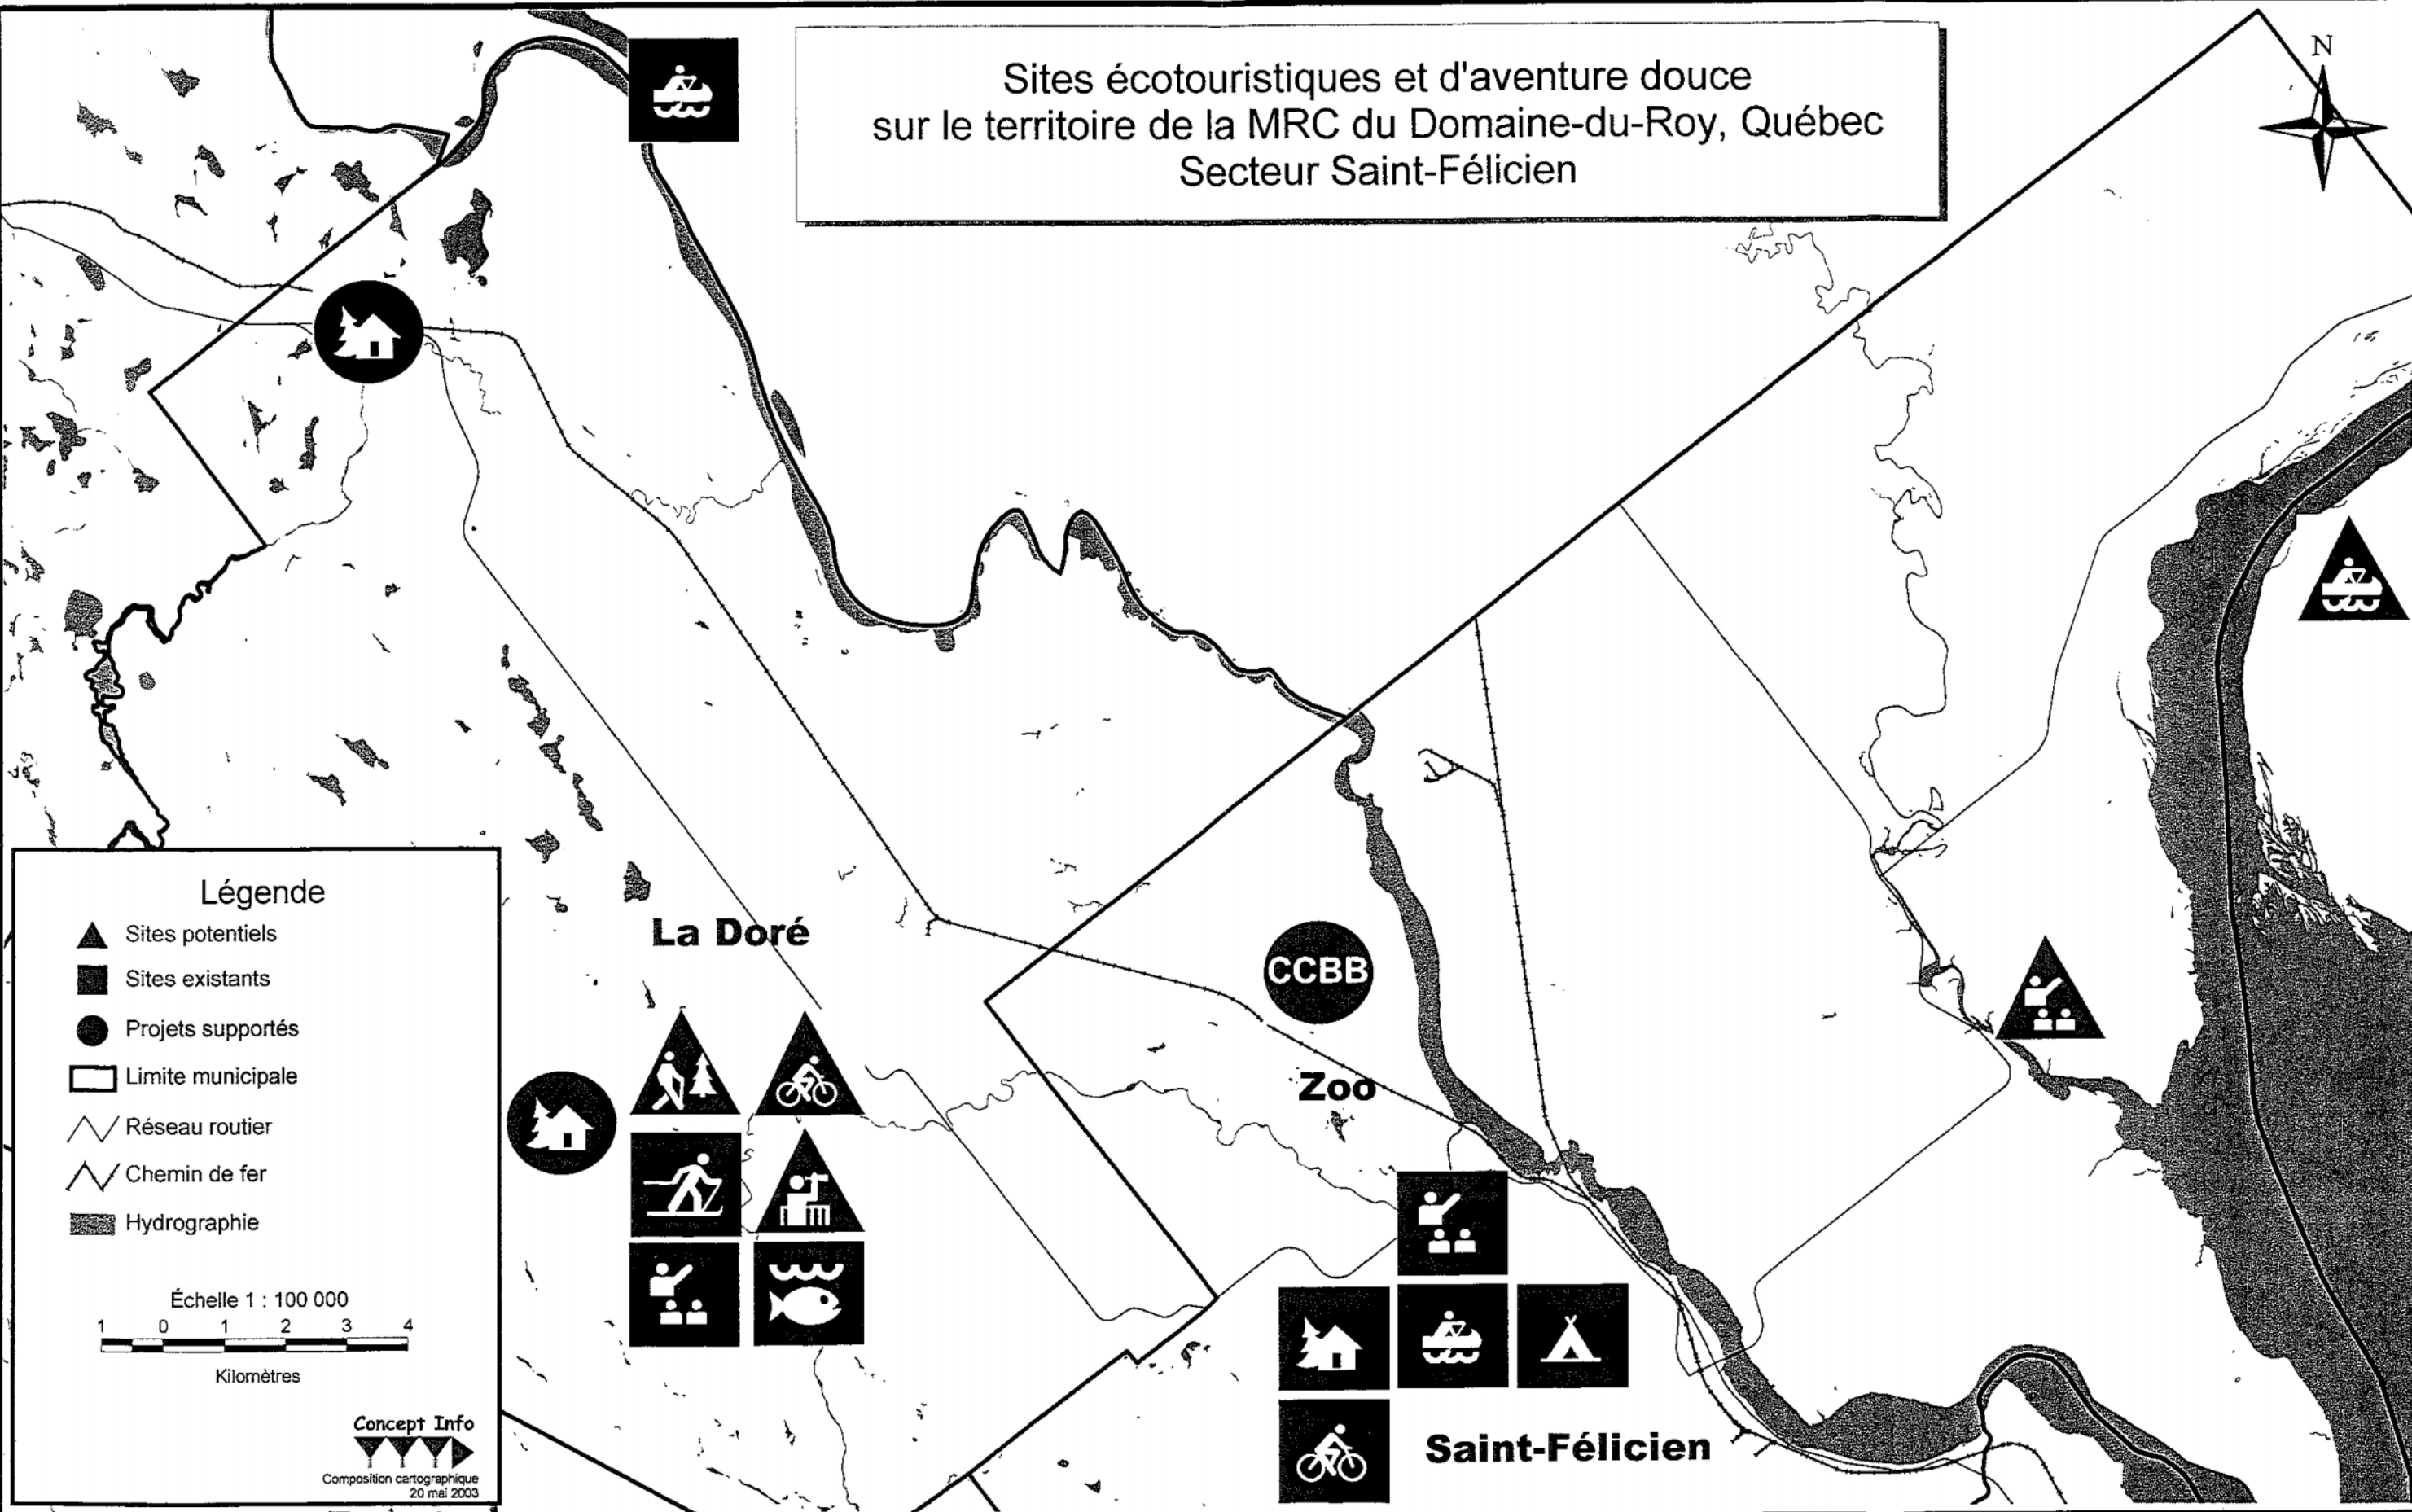 Sites écotouristiques et d'aventure douce
sur le territoire de la MRC du Domaine-du-Roy, Québec
Secteur Saint-Félicien
N
La Doré
CCBB
Zoo
Saint-Félicien
Légende
Sites potentiels
Sites existants
Projets supportés
Limite municipale
Réseau routier
Chemin de fer
Hydrographie
Échelle 1 : 100 000
1 0 1 2 3 4
Kilomètres
Concept Info
Composition cartographique
20 mai 2003